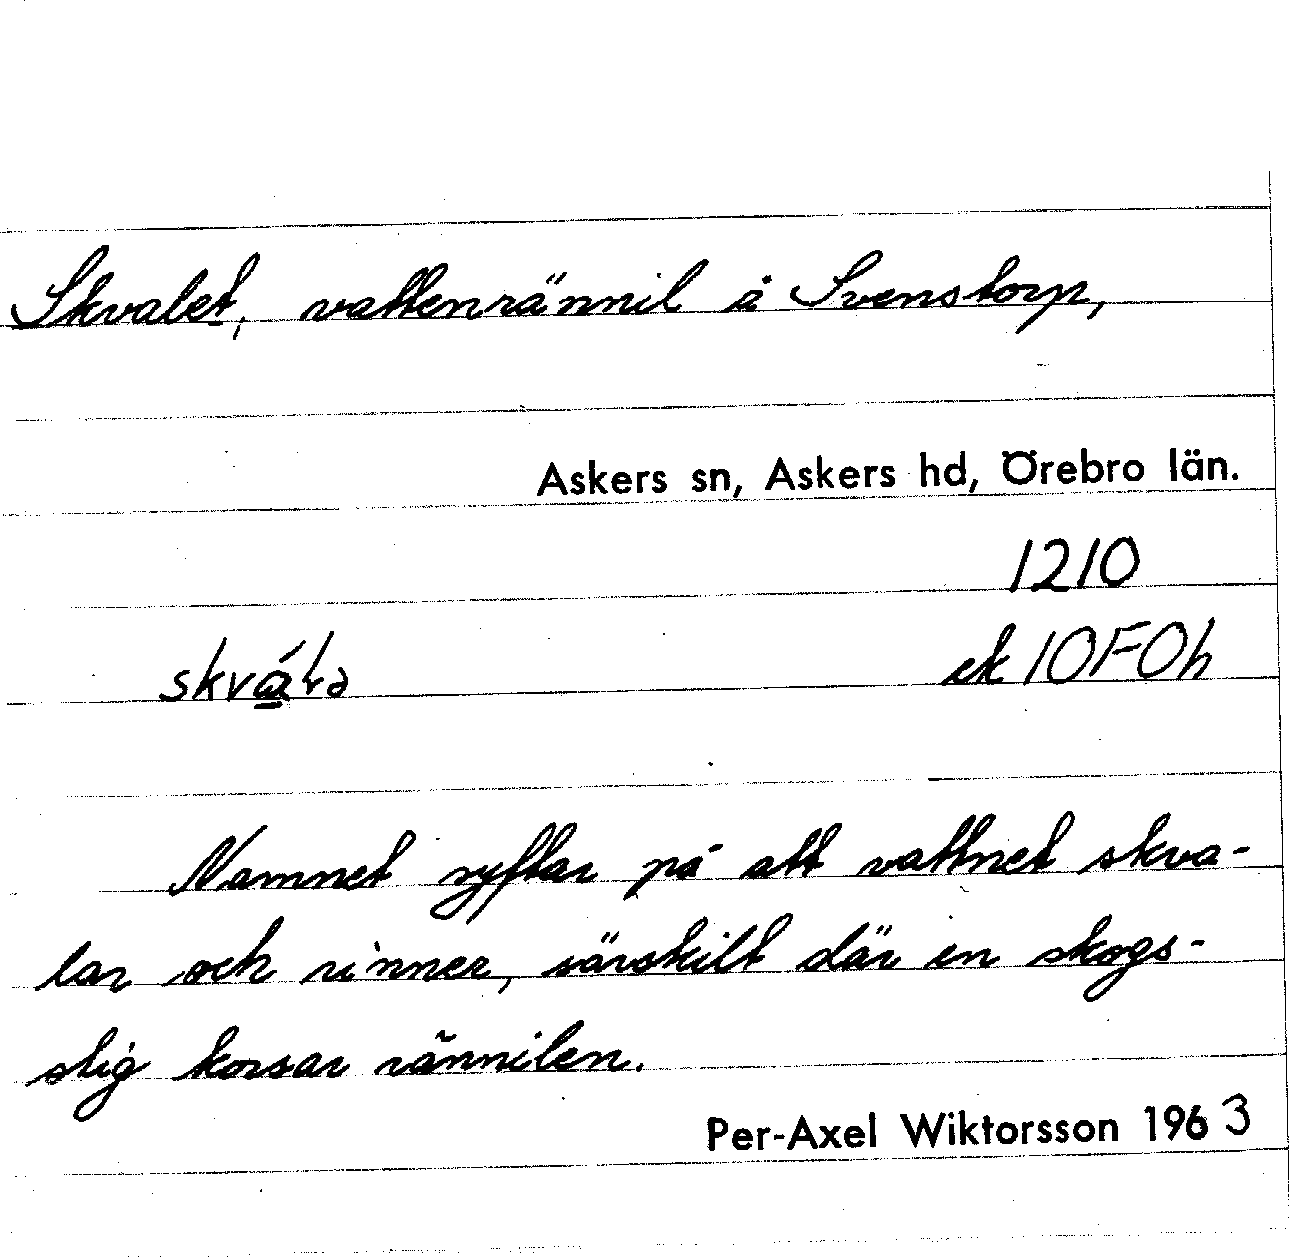 Skvalet, vattenrännil å Svenstorp,
Askers sn, Askers hd, Örebro län.
1210
ek 10F0h
Namnet syftar på att vattnet skva-
lar och rinner, särskilt där en skogs-
stig korsar rännilen.
Per-Axel Wiktorsson 1963